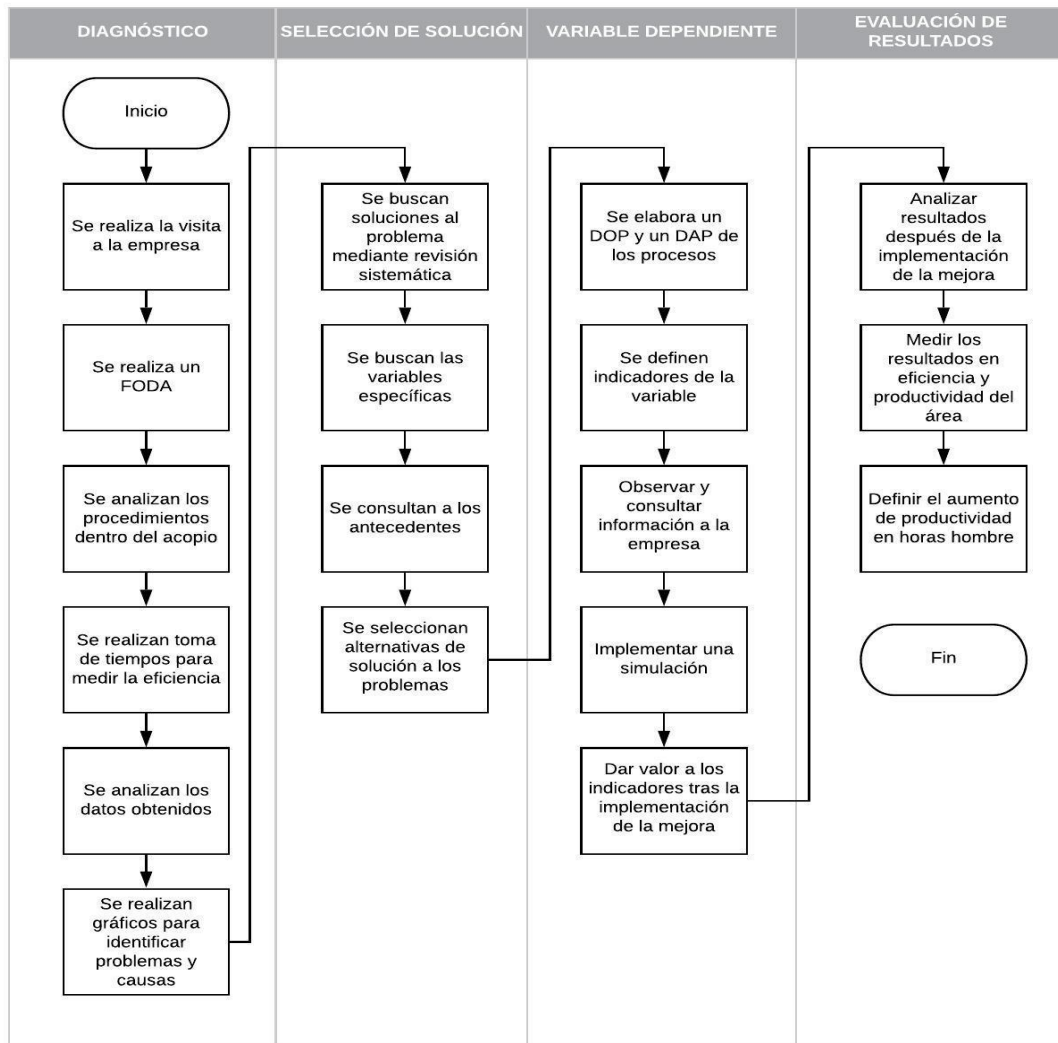 DIAGNÓSTICO
SELECCIÓN DE SOLUCIÓN
VARIABLE DEPENDIENTE
EVALUACIÓN DE
RESULTADOS
Inicio
Se realiza la visita
a la empresa
Se realiza un
FODA
Se analizan los
procedimientos
dentro del acopio
Se realizan toma
de tiempos para
medir la eficiencia
Se analizan los
datos obtenidos
Se realizan
gráficos para
identificar
problemas y
causas
Se buscan
soluciones al
problema
mediante revisión
sistemática
Se buscan las
variables
específicas
Se consultan a los
antecedentes
Se seleccionan
alternativas de
solución a los
problemas
Se elabora un
DOP y un DAP de
los procesos
Se definen
indicadores de la
variable
Observar y
consultar
información a la
empresa
Implementar una
simulación
Dar valor a los
indicadores tras la
implementación
de la mejora
Analizar
resultados
después de la
implementación
de la mejora
Medir los
resultados en
eficiencia y
productividad del
área
Definir el aumento
de productividad
en horas hombre
Fin